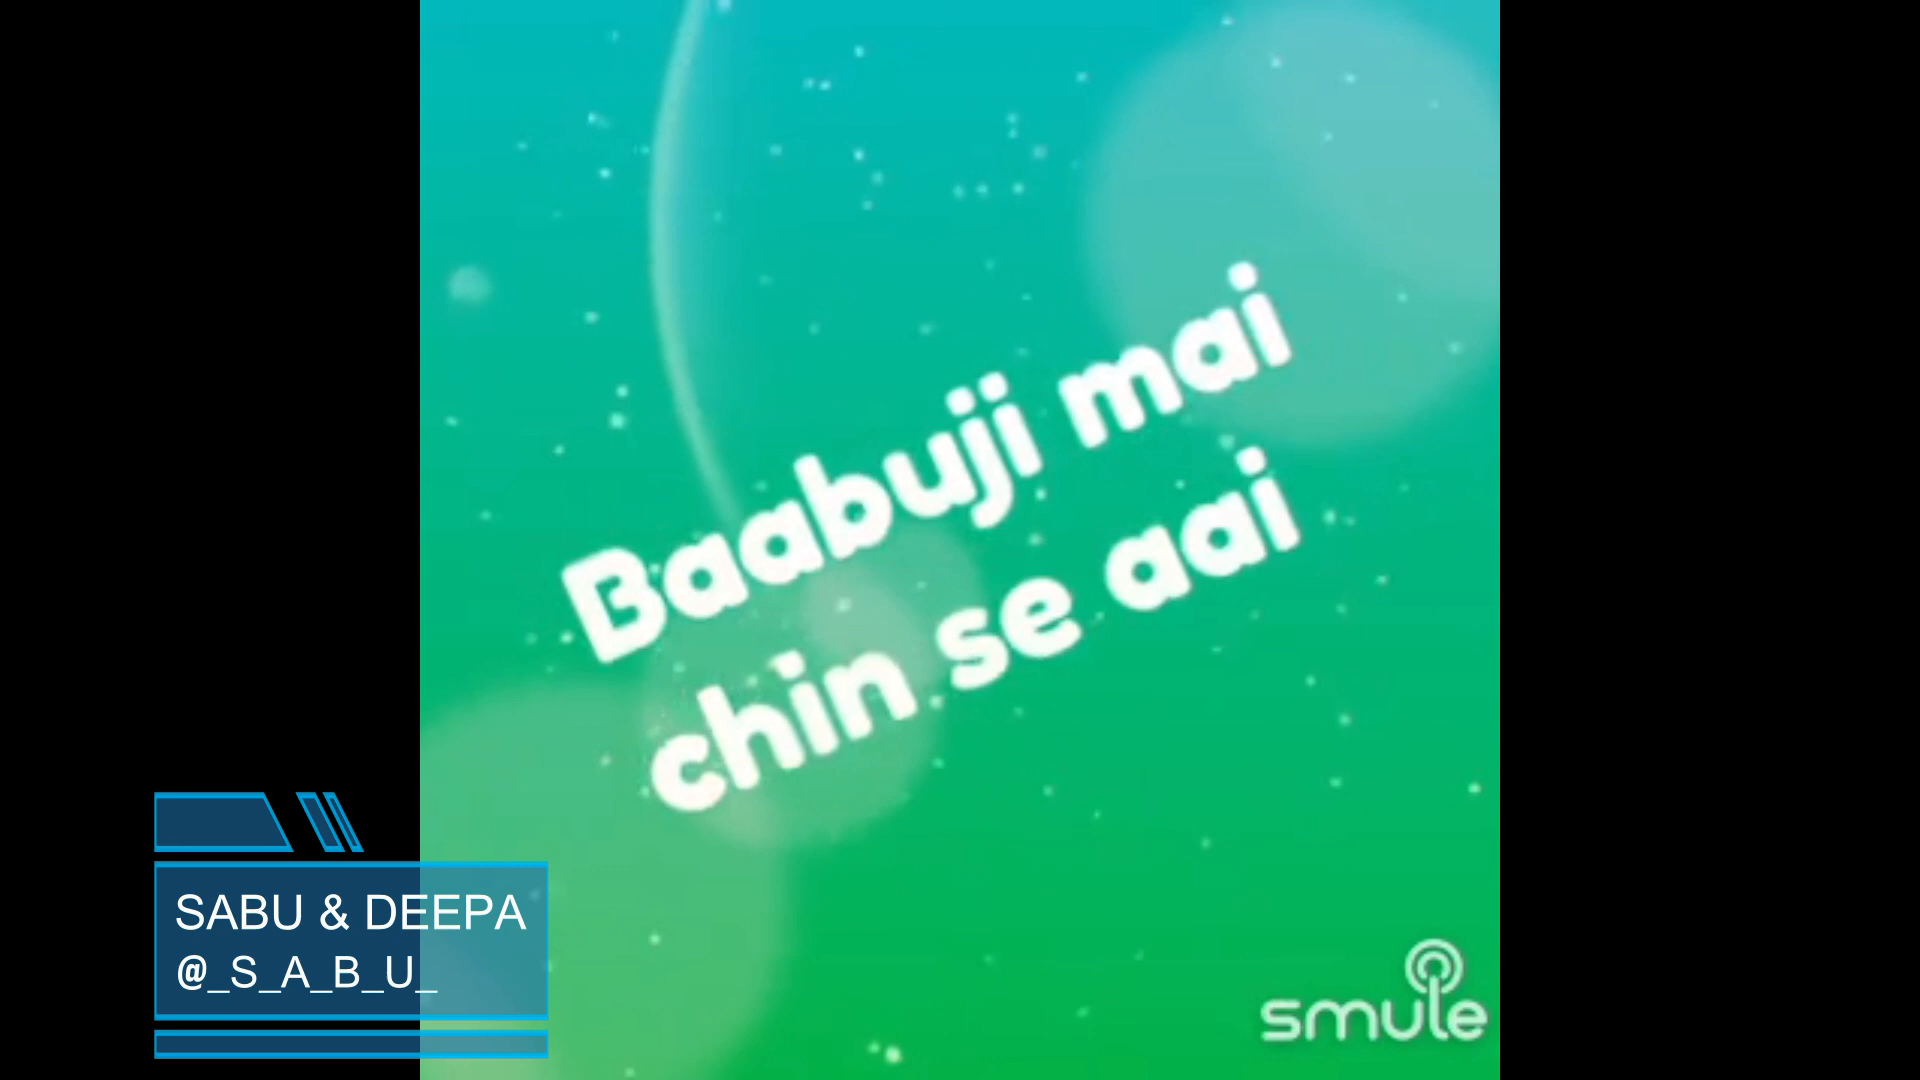 Baabuji mai
chin se aai
SABU & DEEPA
@_S_A_B_U_
smule